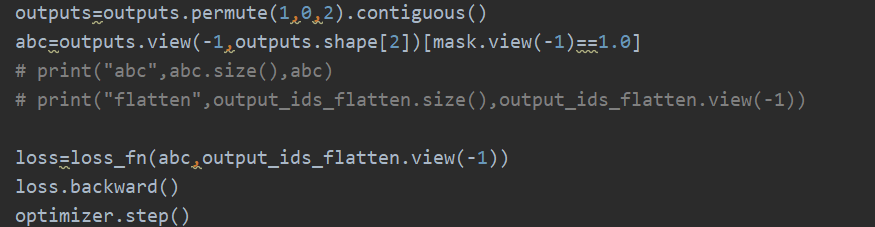 outputs=outputs.permute(1,0,2).contiguous()
abc=outputs.view(-1,outputs.shape[2])[mask.view(-1)==1.0]
# print("abc",abc.size(),abc)
# print("flatten",output_ids_flatten.size(),output_ids_flatten.view(-1))
loss=loss_fn(abc,output_ids_flatten.view(-1))
loss.backward()
optimizer.step()